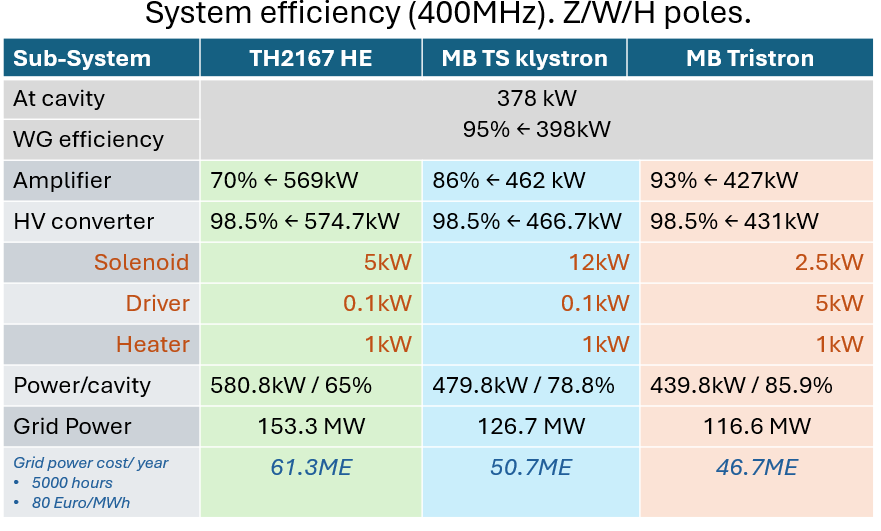 System efficiency (400MHz). Z/W/H poles.
Sub-System TH2167 HE MB TS klystron MB Tristron
At cavity 378 kW
WG efficiency 95% ← 398kW
Amplifier 70% ← 569kW 86% ← 462 kW 93% ← 427kW
HV converter 98.5% ← 574.7kW 98.5% ← 466.7kW 98.5% ← 431kW
Solenoid 5kW 12kW 2.5kW
Driver 0.1kW 0.1kW 5kW
Heater 1kW 1kW 1kW
Power/cavity 580.8kW / 65% 479.8kW / 78.8% 439.8kW / 85.9%
Grid Power 153.3 MW 126.7 MW 116.6 MW
Grid power cost/ year 61.3ME 50.7ME 46.7ME
• 5000 hours
• 80 Euro/MWh